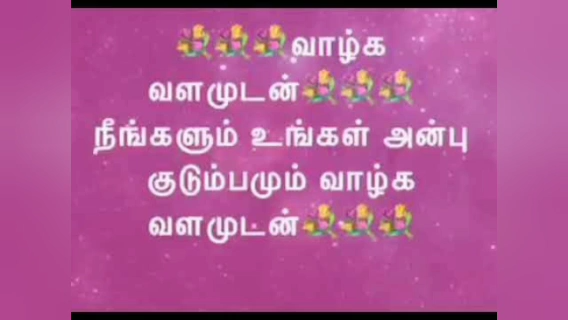 💐💐💐வாழ்க
வளமுடன்💐💐💐
நீங்களும் உங்கள் அன்பு
குடும்பமும் வாழ்க
வளமுடன்💐💐💐